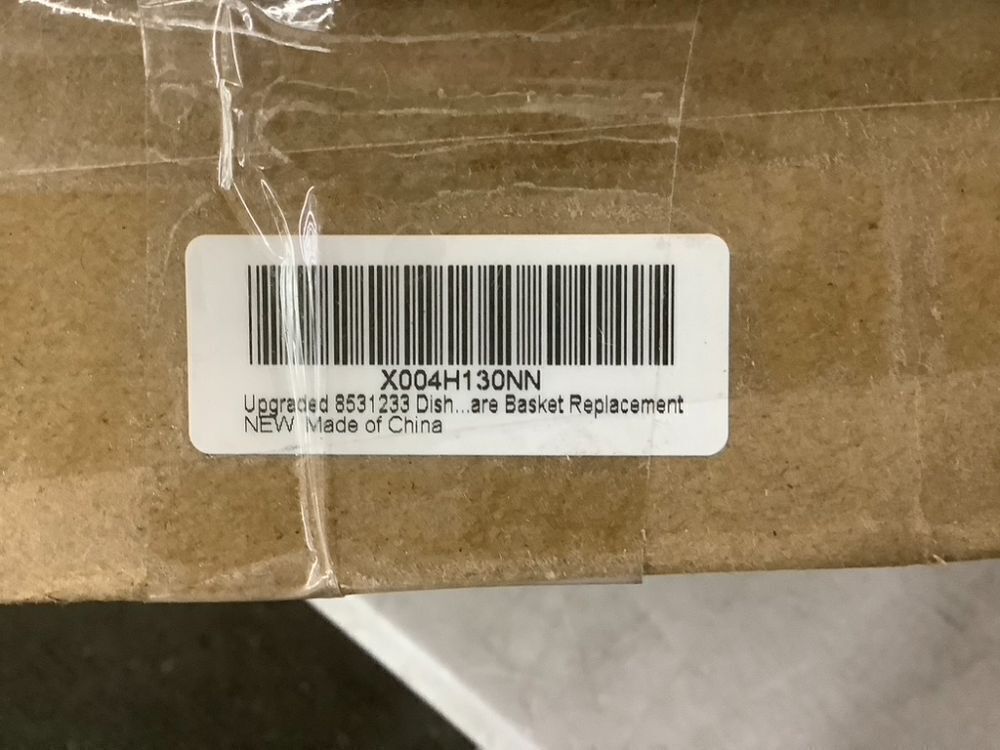 X004H130NN
Upgraded 8531233 Dish...are Basket Replacement
NEW Made of China